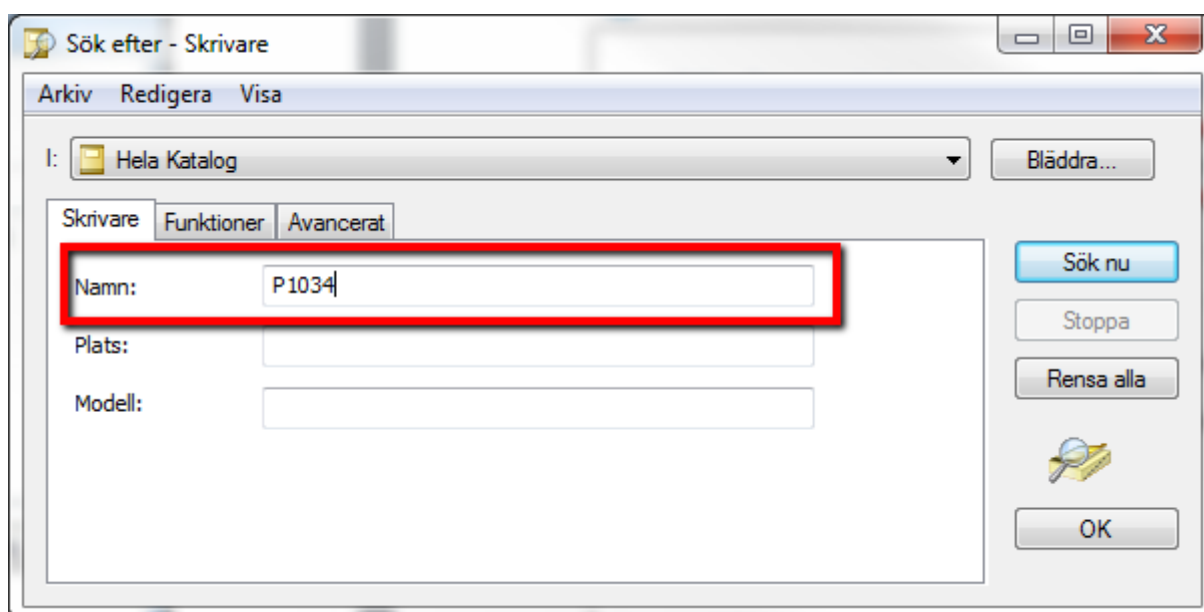 Sök efter - Skrivare
Arkiv Redigera Visa
I: Hela Katalog Bläddra...
Skrivare Funktioner Avancerat
Namn: P1034
Sök nu
Stoppa
Plats:
Rensa alla
Modell:
OK